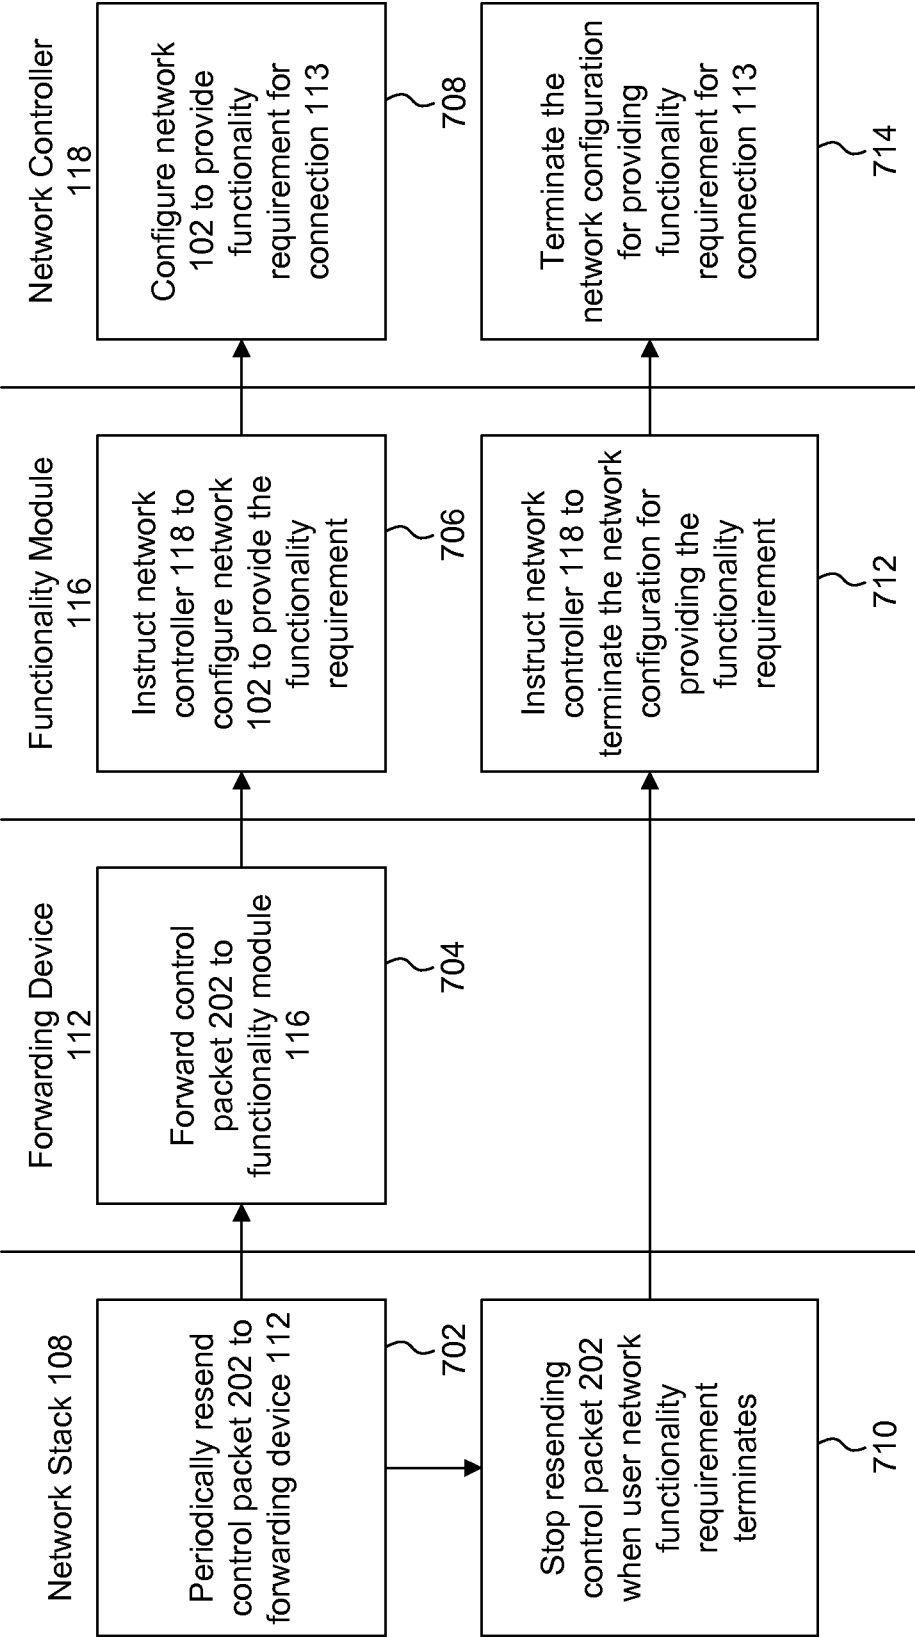 Network Stack 108
Forwarding Device
112
Functionality Module
116
Network Controller
118
Periodically resend
control packet 202 to
forwarding device 112
702
Forward control
packet 202 to
functionality module
116
704
Instruct network
controller 118 to
configure network
102 to provide the
functionality
requirement
706
Configure network
102 to provide
functionality
requirement for
connection 113
708
Stop resending
control packet 202
when user network
functionality
requirement
terminates
710
Instruct network
controller 118 to
terminate the network
configuration for
providing the
functionality
requirement
712
Terminate the
network configuration
for providing
functionality
requirement for
connection 113
714